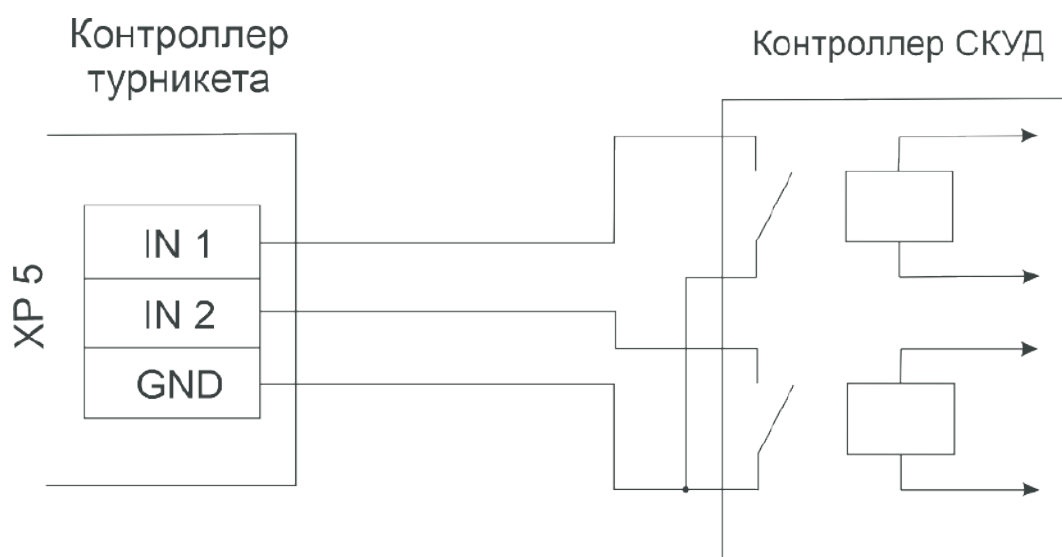 Контроллер
турникета
Контроллер СКУД
XP 5
IN 1
IN 2
GND